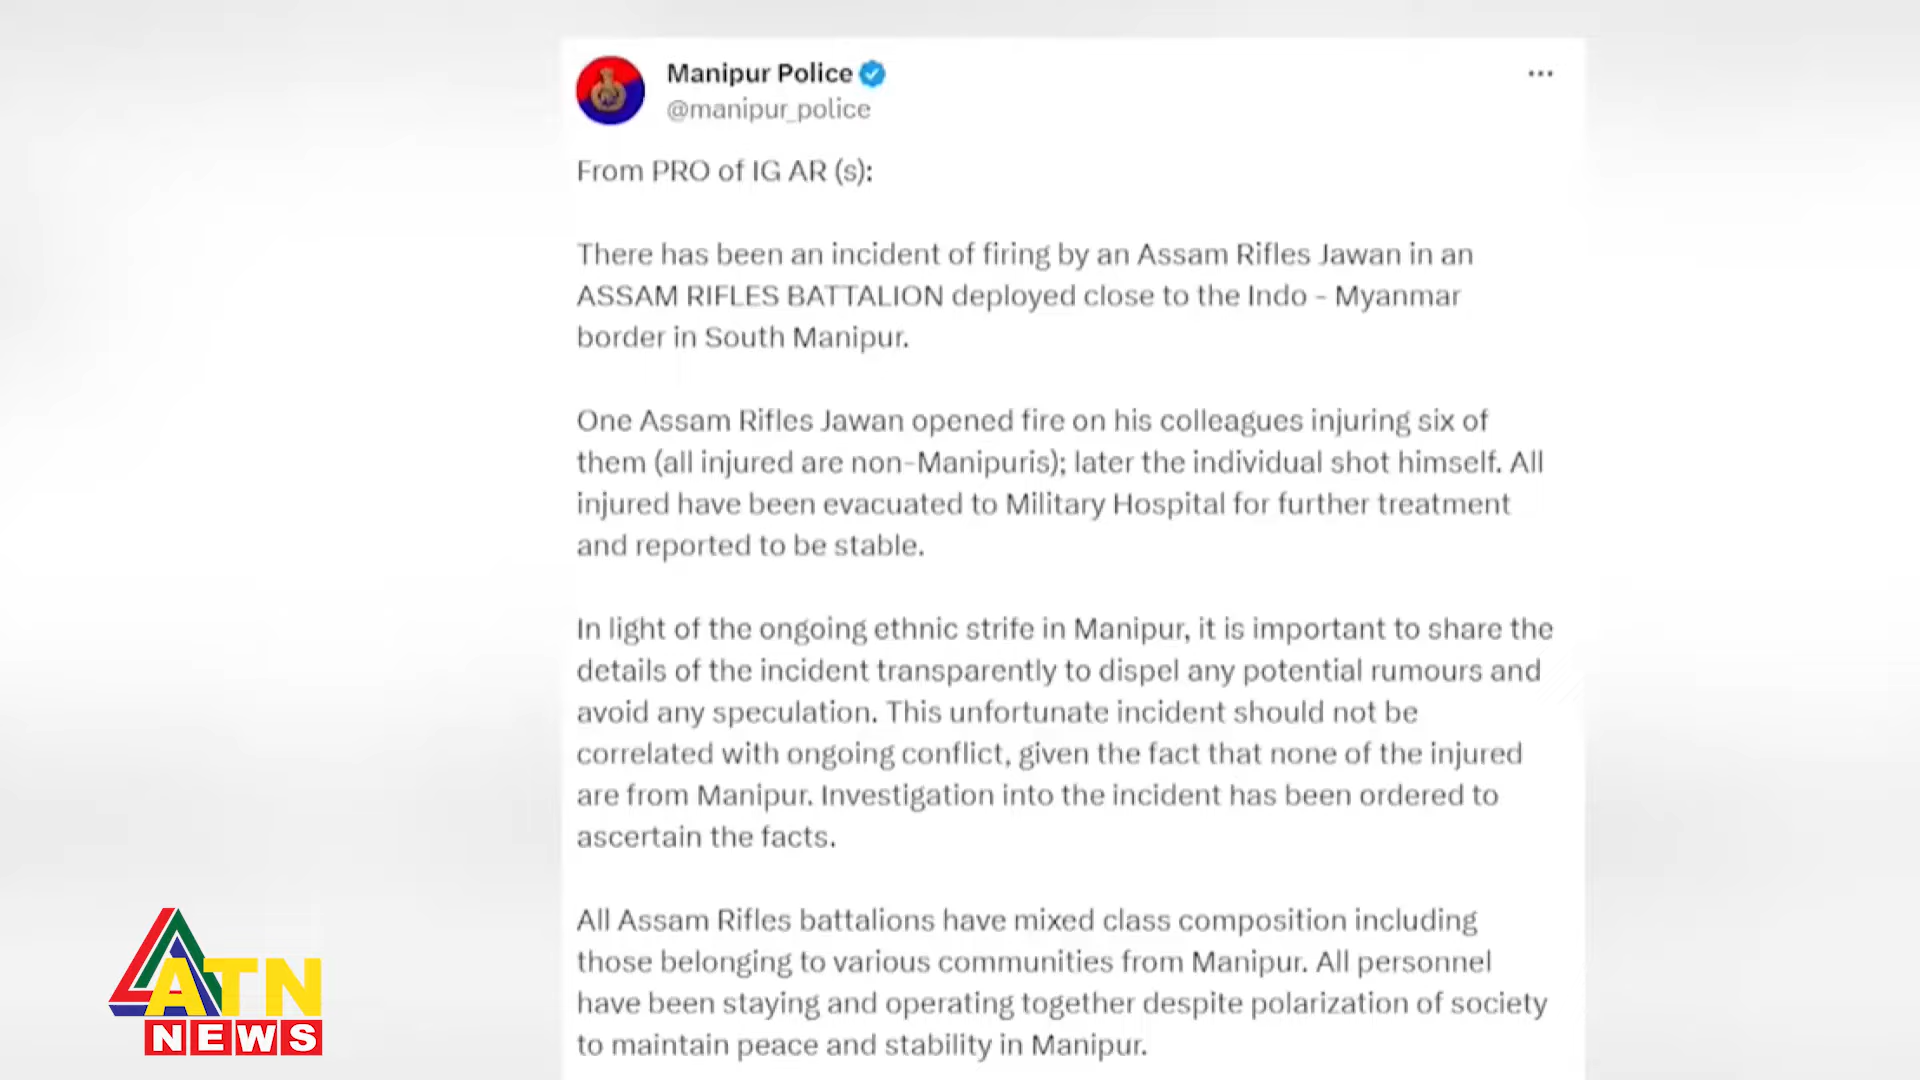 Manipur Police
@manipur_police
From PRO of IG AR (s):
There has been an incident of firing by an Assam Rifles Jawan in an
ASSAM RIFLES BATTALION deployed close to the Indo - Myanmar
border in South Manipur.
One Assam Rifles Jawan opened fire on his colleagues injuring six of
them (all injured are non-Manipuris); later the individual shot himself. All
injured have been evacuated to Military Hospital for further treatment
and reported to be stable.
In light of the ongoing ethnic strife in Manipur, it is important to share the
details of the incident transparently to dispel any potential rumours and
avoid any speculation. This unfortunate incident should not be
correlated with ongoing conflict, given the fact that none of the injured
are from Manipur. Investigation into the incident has been ordered to
ascertain the facts.
All Assam Rifles battalions have mixed class composition including
those belonging to various communities from Manipur. All personnel
have been staying and operating together despite polarization of society
to maintain peace and stability in Manipur.
ATN
NEWS